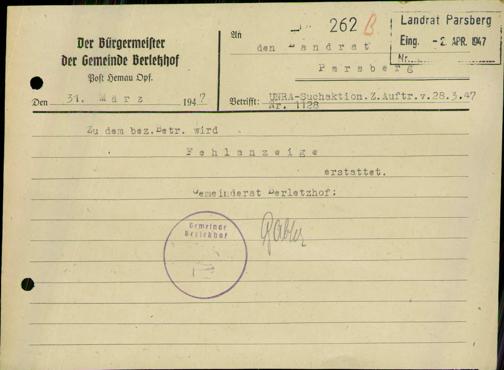 Der Bürgermeister
der Gemeinde Berletzhof
Post Hemau Opf.
Den 31. März 1947
An
262 B
den Landrat
Parsberg
Landrat Parsberg
Eing. - 2. APR. 1947
Nr.
Betrifft: UNRA-Suchaktion.Z.Auftr.v.28.3.47
Nr. 1128
Zu dem bez.Betr. wird
Fehlanzeige
erstattet.
Gemeinderat Berletzhof:
Gemeinde
Berletzhof